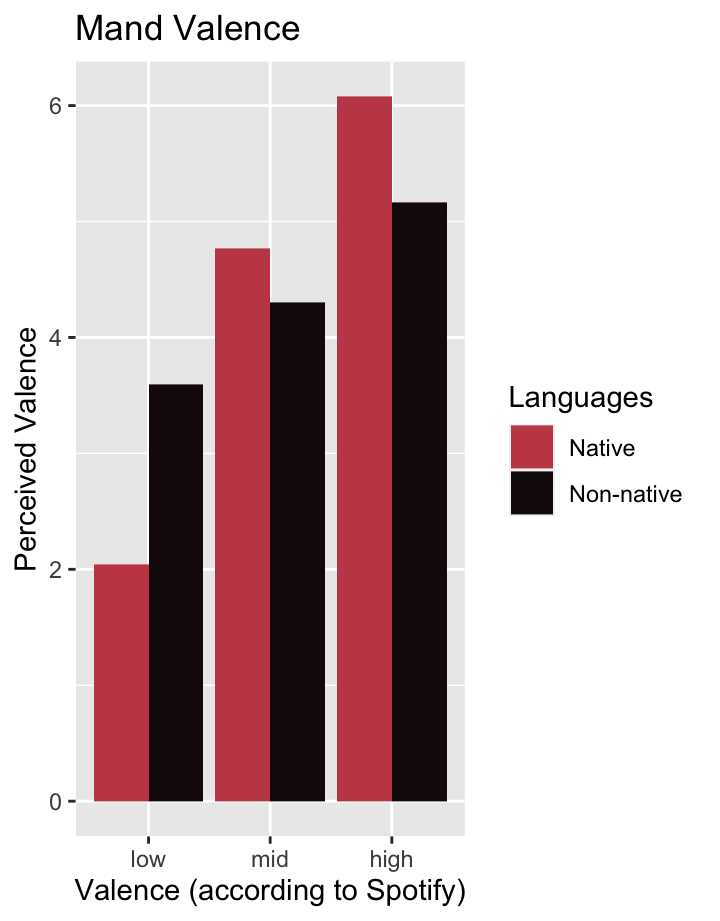 Mand Valence
6
4
2
0
Perceived Valence
low mid high
Valence (according to Spotify)
Languages
Native
Non-native